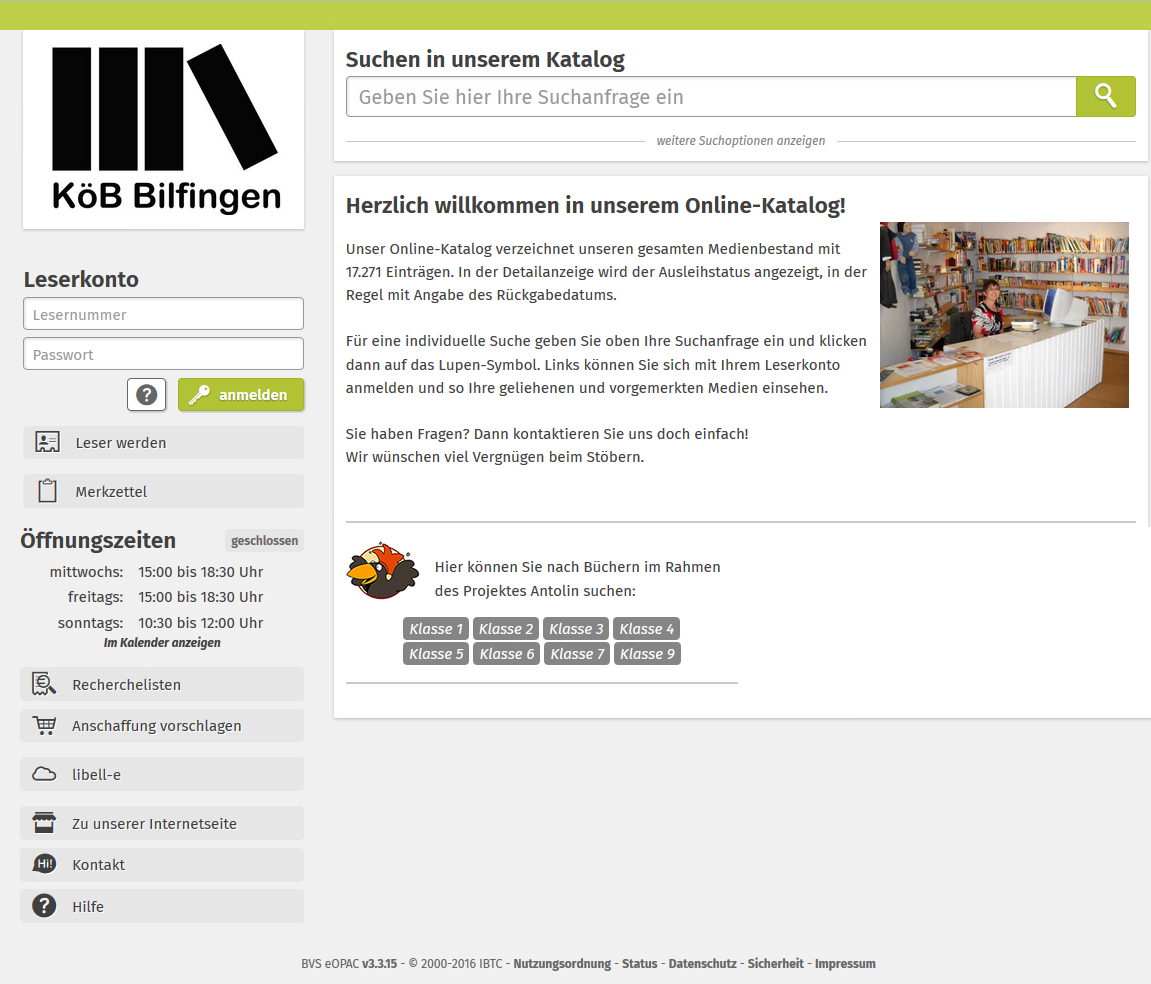 KöB Bilfingen
Leserkonto
Lesernummer
Passwort
?
anmelden
Leser werden
Merkzettel
Öffnungszeiten geschlossen
mittwochs: 15:00 bis 18:30 Uhr
freitags: 15:00 bis 18:30 Uhr
sonntags: 10:30 bis 12:00 Uhr
Im Kalender anzeigen
Recherchelisten
Anschaffung vorschlagen
libell-e
Zu unserer Internetseite
Hi! Kontakt
? Hilfe
Suchen in unserem Katalog
Geben Sie hier Ihre Suchanfrage ein
weitere Suchoptionen anzeigen
Herzlich willkommen in unserem Online-Katalog!
Unser Online-Katalog verzeichnet unseren gesamten Medienbestand mit
17.271 Einträgen. In der Detailanzeige wird der Ausleihstatus angezeigt, in der
Regel mit Angabe des Rückgabedatums.
Für eine individuelle Suche geben Sie oben Ihre Suchanfrage ein und klicken
dann auf das Lupen-Symbol. Links können Sie sich mit Ihrem Leserkonto
anmelden und so Ihre geliehenen und vorgemerkten Medien einsehen.
Sie haben Fragen? Dann kontaktieren Sie uns doch einfach!
Wir wünschen viel Vergnügen beim Stöbern.
Hier können Sie nach Büchern im Rahmen
des Projektes Antolin suchen:
Klasse 1 Klasse 2 Klasse 3 Klasse 4
Klasse 5 Klasse 6 Klasse 7 Klasse 9
BVS eOPAC v3.3.15 - © 2000-2016 IBTC - Nutzungsordnung - Status - Datenschutz - Sicherheit - Impressum